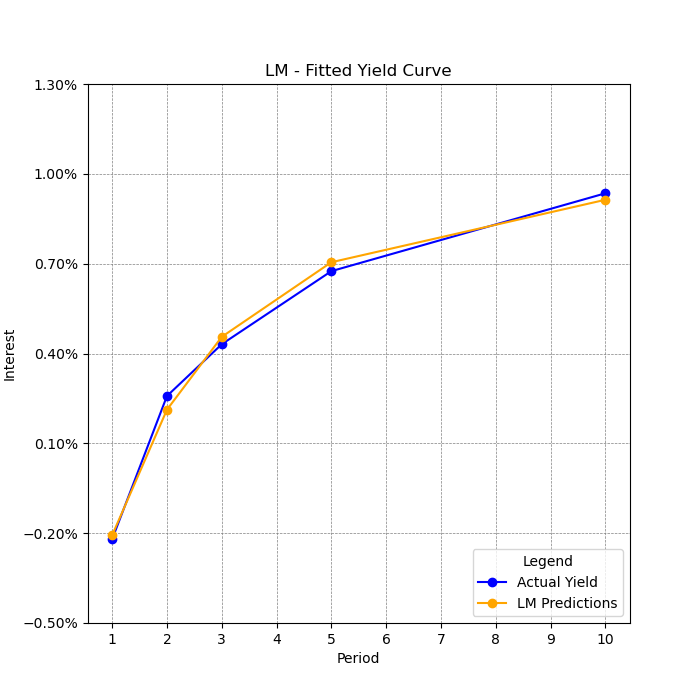 LM - Fitted Yield Curve
1.30%
1.00%
0.70%
0.40%
0.10%
−0.20%
−0.50%
Interest
1 2 3 4 5 6 7 8 9 10
Period
Legend
Actual Yield
LM Predictions